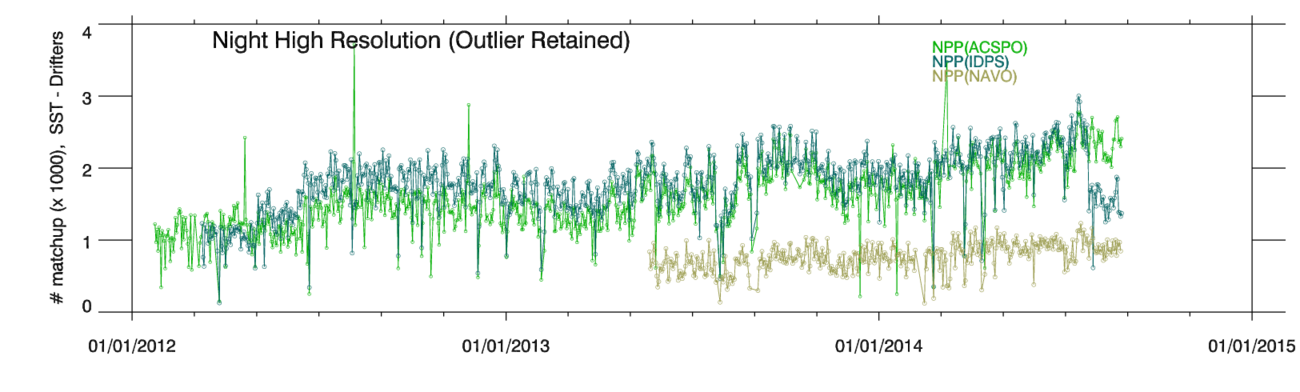 Night High Resolution (Outlier Retained)
NPP(ACSPO)
NPP(IDPS)
NPP(NAVO)
# matchup (x 1000), SST - Drifters
4
3
2
1
0
01/01/2012
01/01/2013
01/01/2014
01/01/2015